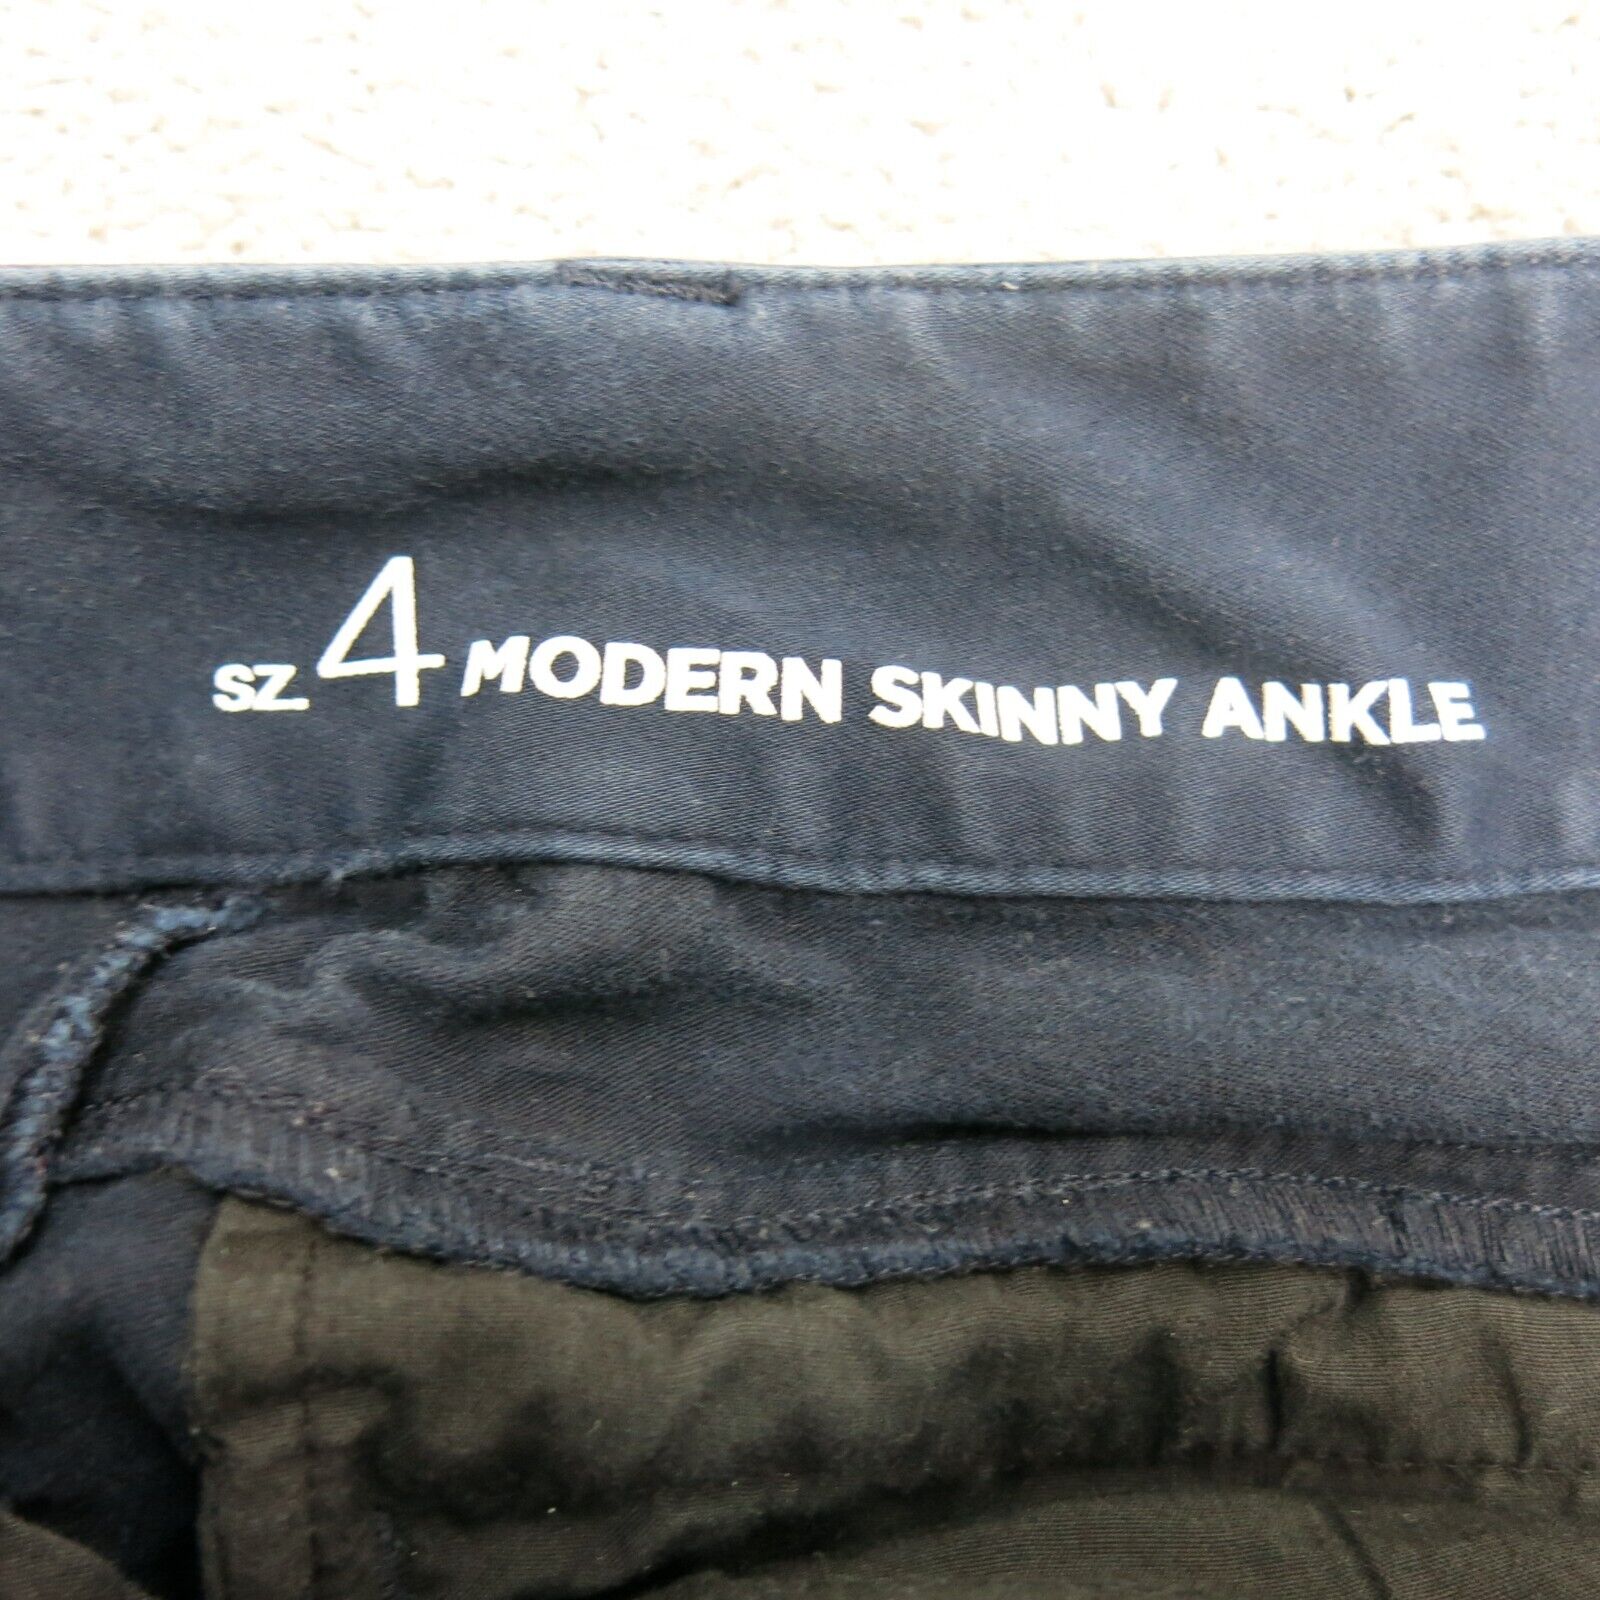 SZ. 4 MODERN SKINNY ANKLE